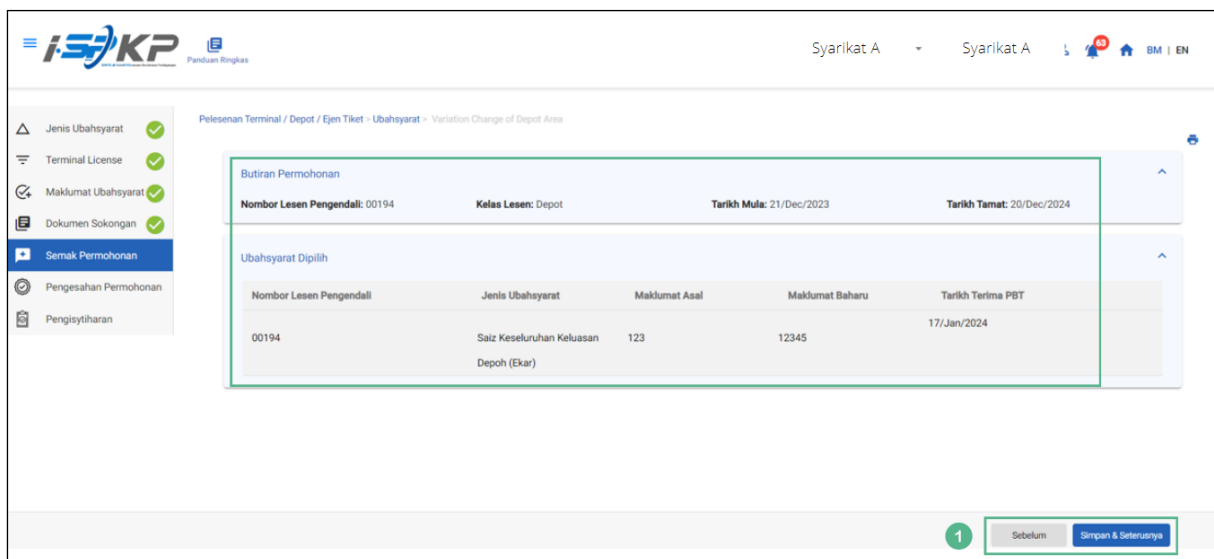 i-SPKP
Panduan Ringkas
Syarikat A
Syarikat A
63
BM | EN
Jenis Ubahsyarat
Terminal License
Maklumat Ubahsyarat
Dokumen Sokongan
Semak Permohonan
Pengesahan Permohonan
Pengisytiharan
Pelesenan Terminal / Depot / Ejen Tiket > Ubahsyarat > Variation Change of Depot Area
Butiran Permohonan
Nombor Lesen Pengendali: 00194 Kelas Lesen: Depot Tarikh Mula: 21/Dec/2023 Tarikh Tamat: 20/Dec/2024
Ubahsyarat Dipilih
Nombor Lesen Pengendali Jenis Ubahsyarat Maklumat Asal Maklumat Baharu Tarikh Terima PBT
17/Jan/2024
00194 Saiz Keseluruhan Keluasan 123 12345
Depoh (Ekar)
1
Sebelum
Simpan & Seterusnya